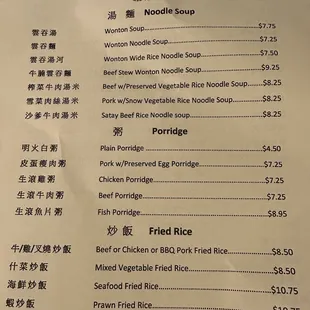 湯 麵 Noodle Soup
雲吞湯 Wonton Soup $7.75
雲吞麵 Wonton Noodle Soup $7.25
雲吞湯河 Wonton Wide Rice Noodle Soup $7.50
牛腩雲吞麵 Beef Stew Wonton Noodle Soup $9.25
榨菜牛肉湯米 Beef w/Preserved Vegetable Rice Noodle Soup $8.25
雪菜肉絲湯米 Pork w/Snow Vegetable Rice Noodle Soup $8.25
沙爹牛肉湯米 Satay Beef Rice Noodle soup $8.25
粥 Porridge
明火白粥 Plain Porridge $4.50
皮蛋瘦肉粥 Pork w/Preserved Egg Porridge $7.25
生滾雞粥 Chicken Porridge $7.25
生滾牛肉粥 Beef Porridge $7.25
生滾魚片粥 Fish Porridge $8.95
炒 飯 Fried Rice
牛/雞/叉燒炒飯 Beef or Chicken or BBQ Pork Fried Rice $8.50
什菜炒飯 Mixed Vegetable Fried Rice $8.50
海鮮炒飯 Seafood Fried Rice $10.75
蝦炒飯 Prawn Fried Rice